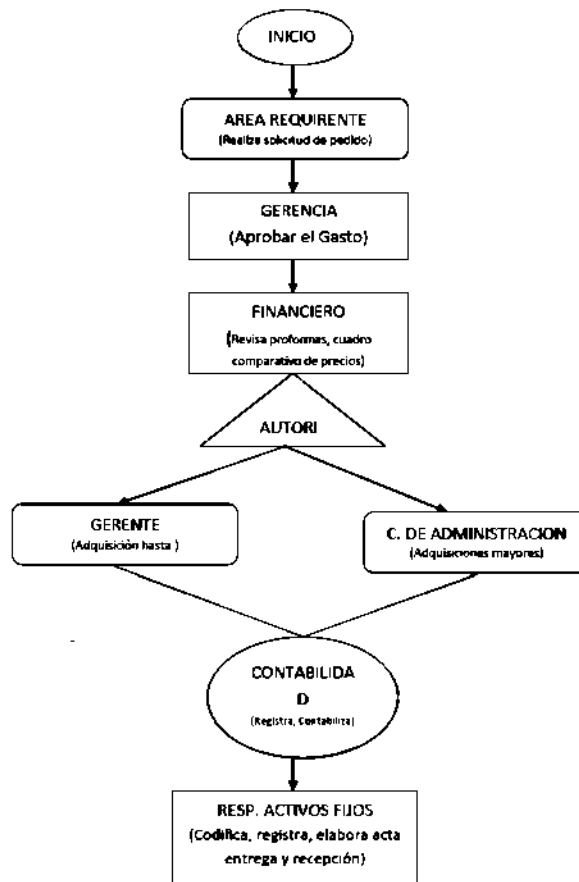 INICIO
AREA REQUIRENTE
(Realiza solicitud de pedido)
GERENCIA
(Aprobar el Gasto)
FINANCIERO
(Revisa proformas, cuadro
comparativo de precios)
AUTORI
GERENTE
(Adquisición hasta )
C. DE ADMINISTRACION
(Adquisiciones mayores)
CONTABILIDA
D
(Registra, Contabiliza)
RESP. ACTIVOS FIJOS
(Codifica, registra, elabora acta
entrega y recepción)